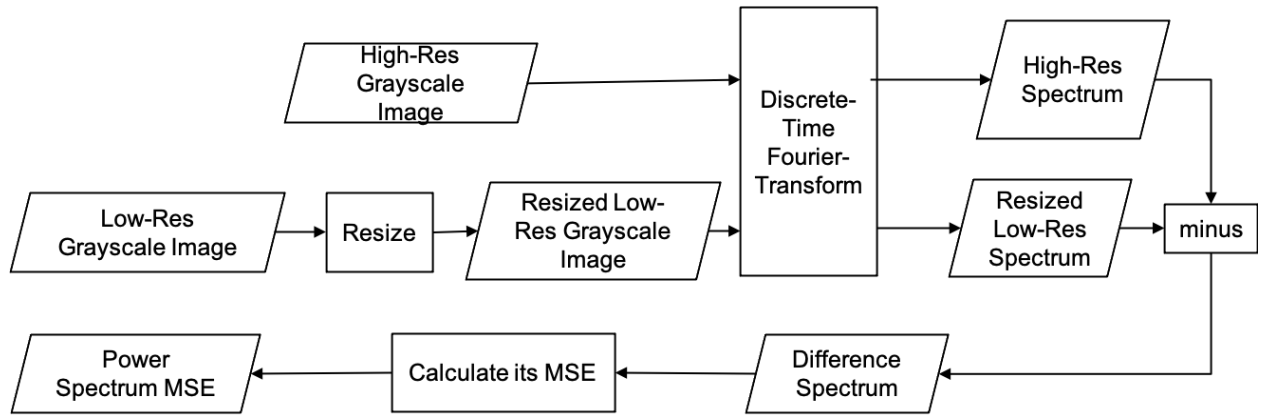 High-Res
Grayscale
Image
Discrete-
Time
Fourier-
Transform
High-Res
Spectrum
Low-Res
Grayscale Image
Resize
Resized Low-
Res Grayscale
Image
Resized
Low-Res
Spectrum
minus
Power
Spectrum MSE
Calculate its MSE
Difference
Spectrum